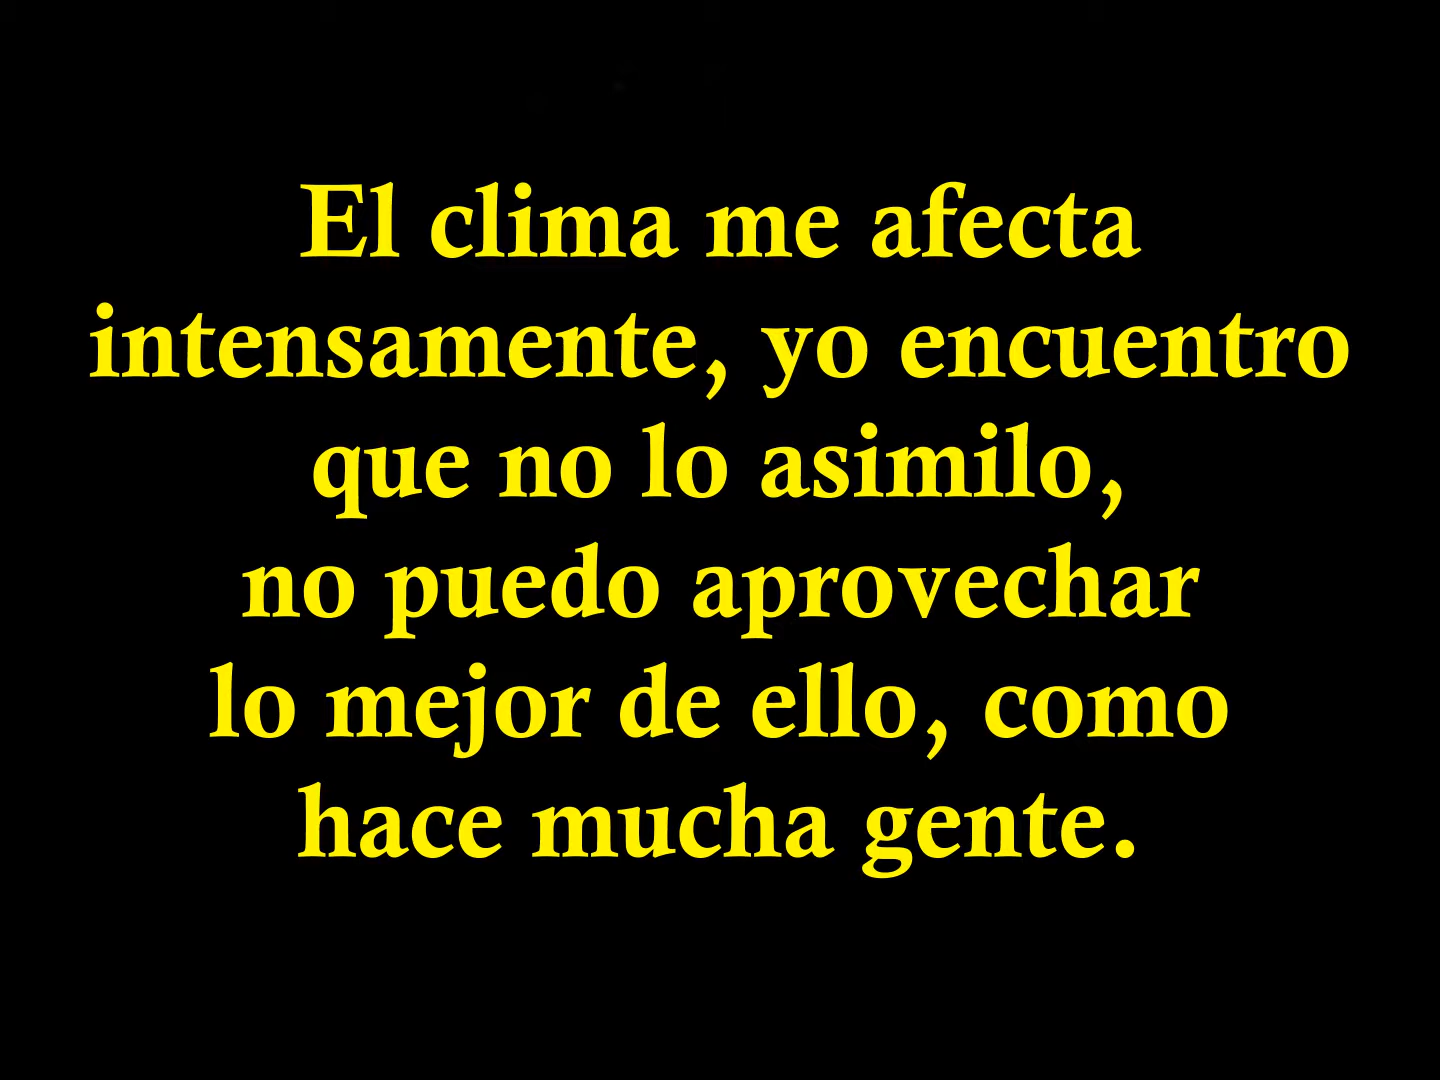 El clima me afecta
intensamente, yo encuentro
que no lo asimilo,
no puedo aprovechar
lo mejor de ello, como
hace mucha gente.